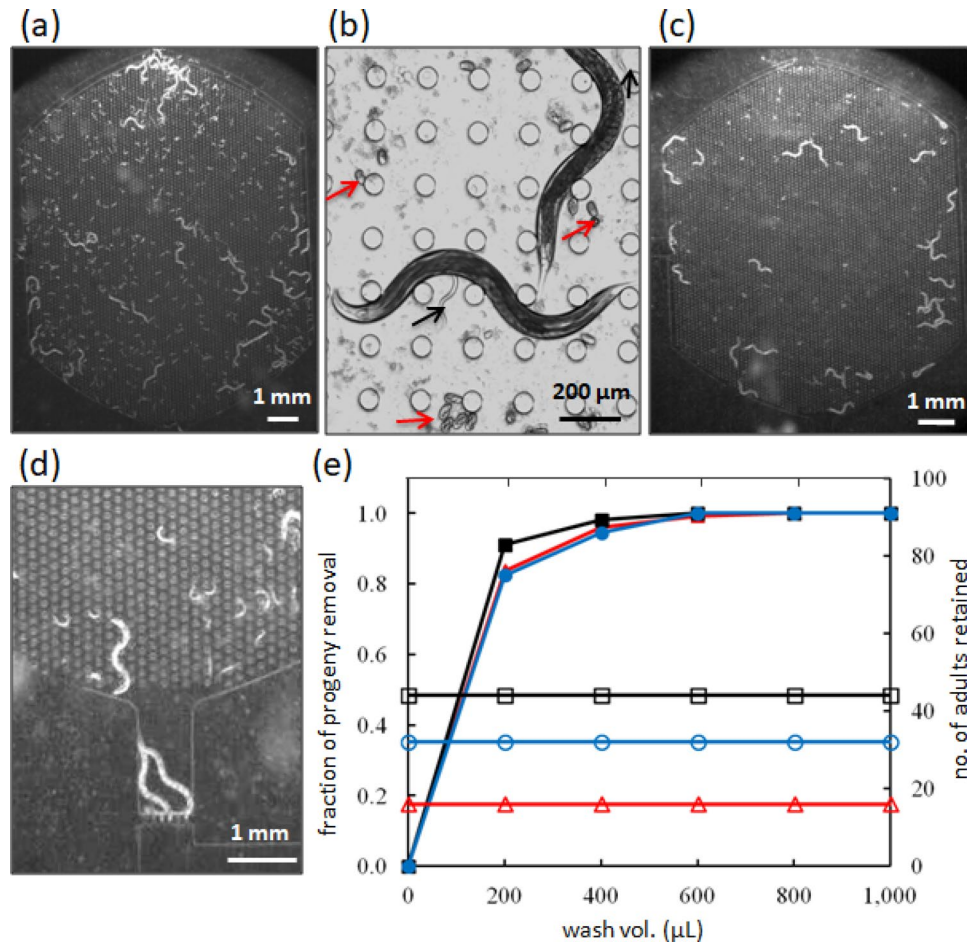 (a)
(b)
(c)
1 mm
200 µm
1 mm
(d)
(e)
1 mm
fraction of progeny removal
1.0
0.8
0.6
0.4
0.2
0.0
100
80
60
40
20
0
no. of adults retained
0
200
400
600
800
1,000
wash vol. (µL)